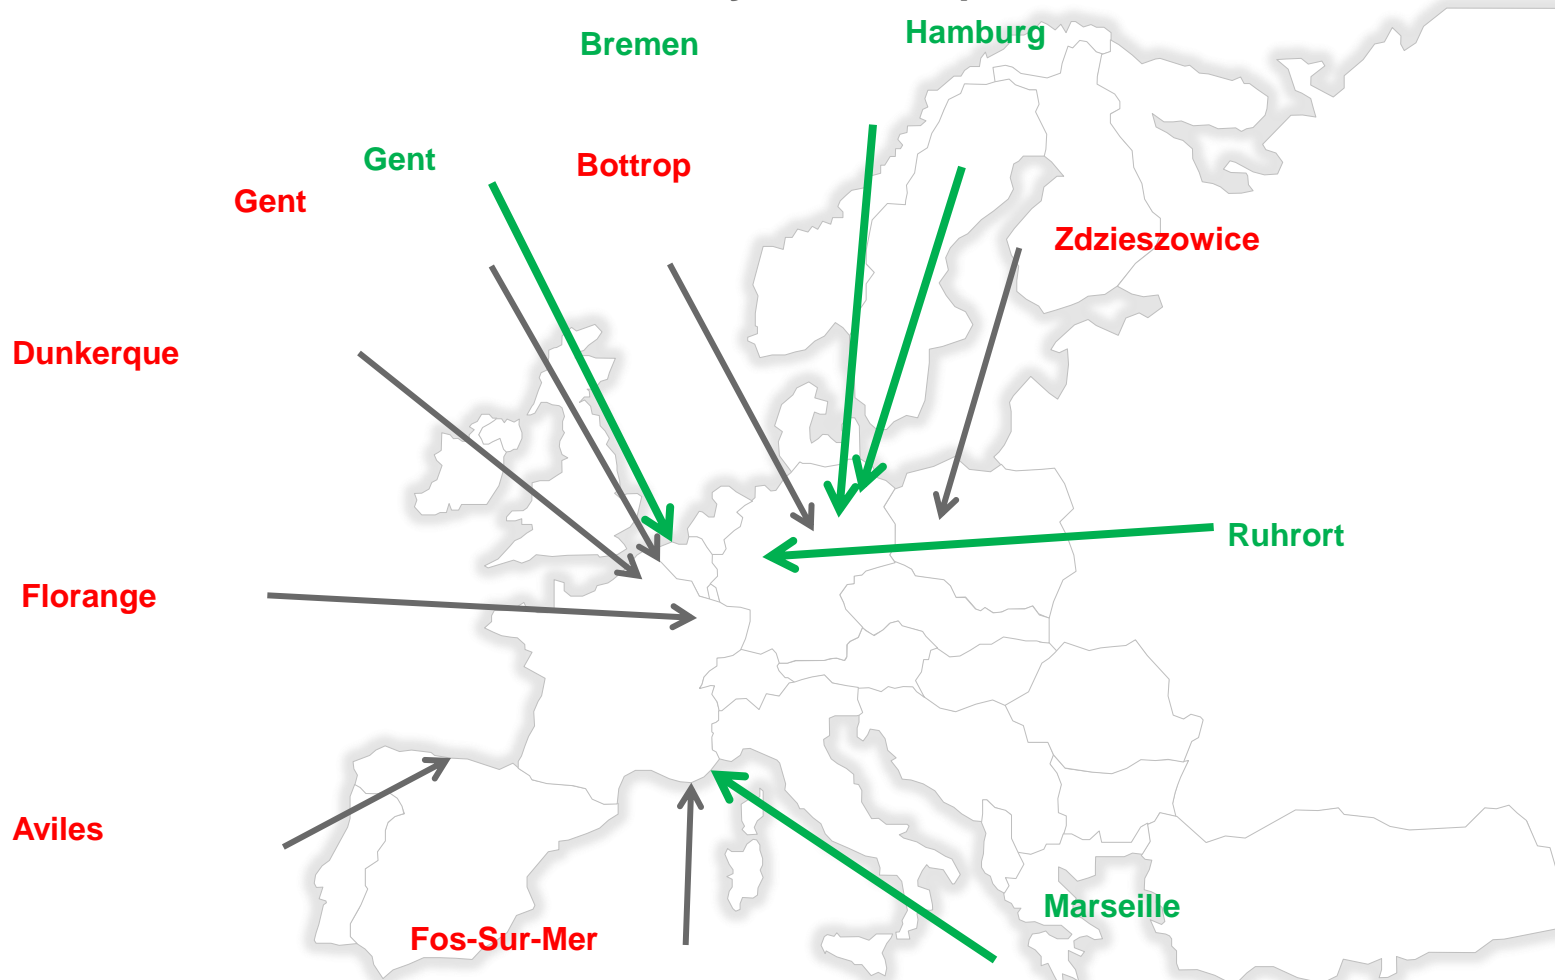 Hamburg
Bremen
Gent
Bottrop
Gent
Zdzieszowice
Dunkerque
Ruhrort
Florange
Aviles
Marseille
Fos-Sur-Mer